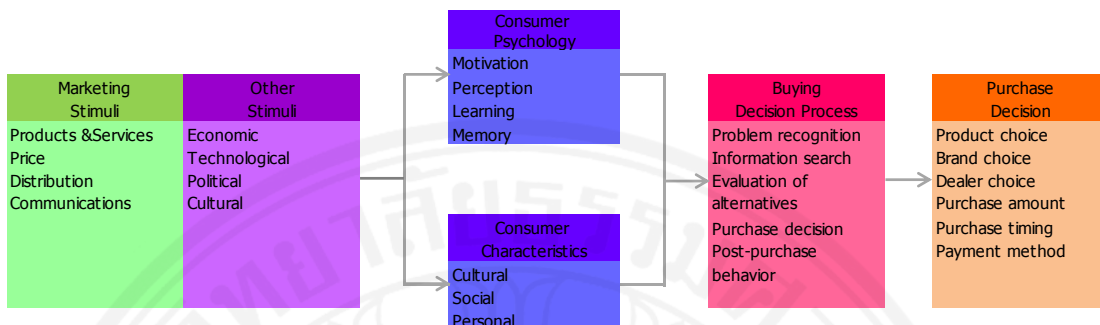 Marketing
Stimuli
Products &Services
Price
Distribution
Communications
Other
Stimuli
Economic
Technological
Political
Cultural
Consumer
Psychology
Motivation
Perception
Learning
Memory
Consumer
Characteristics
Cultural
Social
Personal
Buying
Decision Process
Problem recognition
Information search
Evaluation of
alternatives
Purchase decision
Post-purchase
behavior
Purchase
Decision
Product choice
Brand choice
Dealer choice
Purchase amount
Purchase timing
Payment method